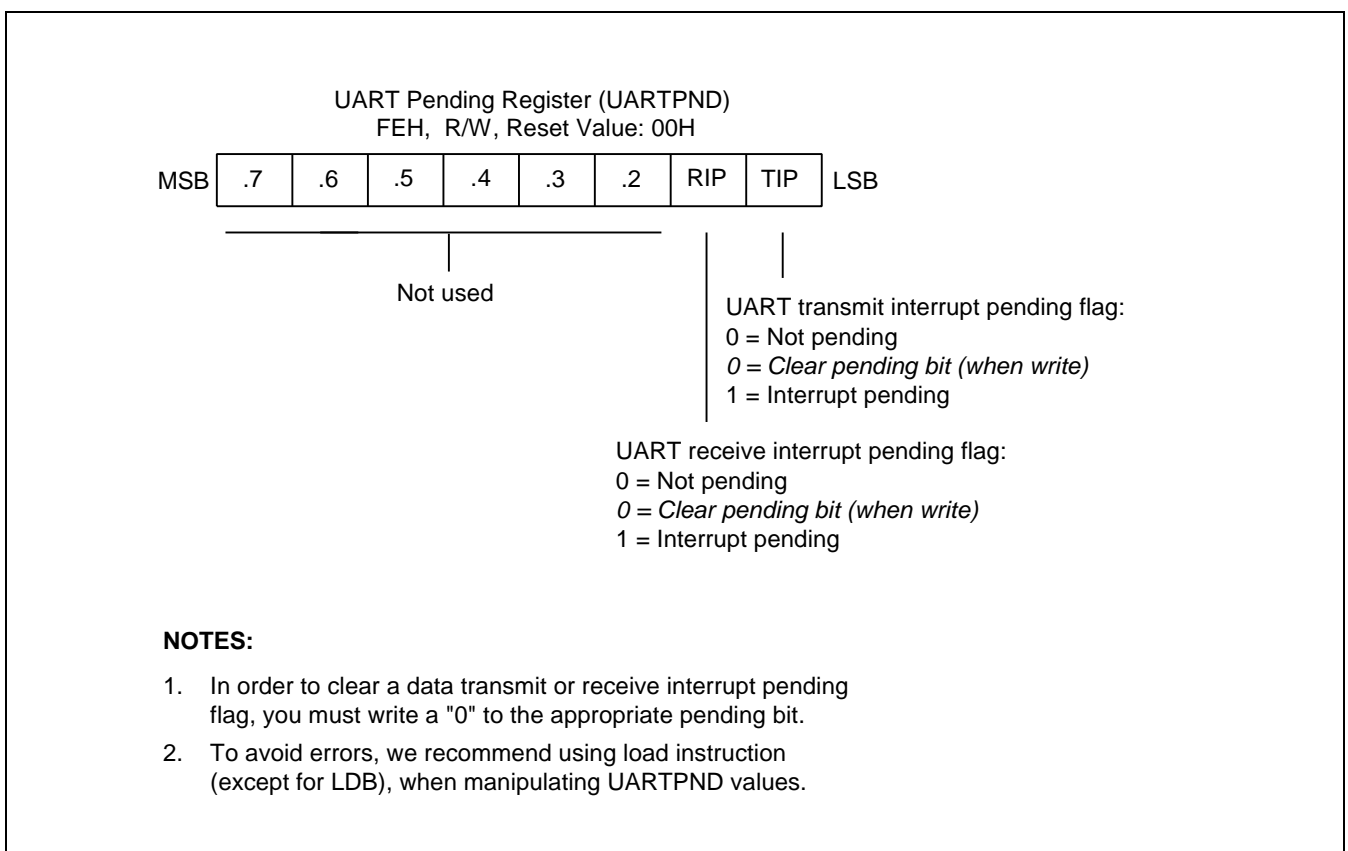 UART Pending Register (UARTPND)
FEH, R/W, Reset Value: 00H
MSB .7 .6 .5 .4 .3 .2 RIP TIP LSB
Not used
UART transmit interrupt pending flag:
0 = Not pending
0 = Clear pending bit (when write)
1 = Interrupt pending
UART receive interrupt pending flag:
0 = Not pending
0 = Clear pending bit (when write)
1 = Interrupt pending
NOTES:
1. In order to clear a data transmit or receive interrupt pending
flag, you must write a "0" to the appropriate pending bit.
2. To avoid errors, we recommend using load instruction
(except for LDB), when manipulating UARTPND values.